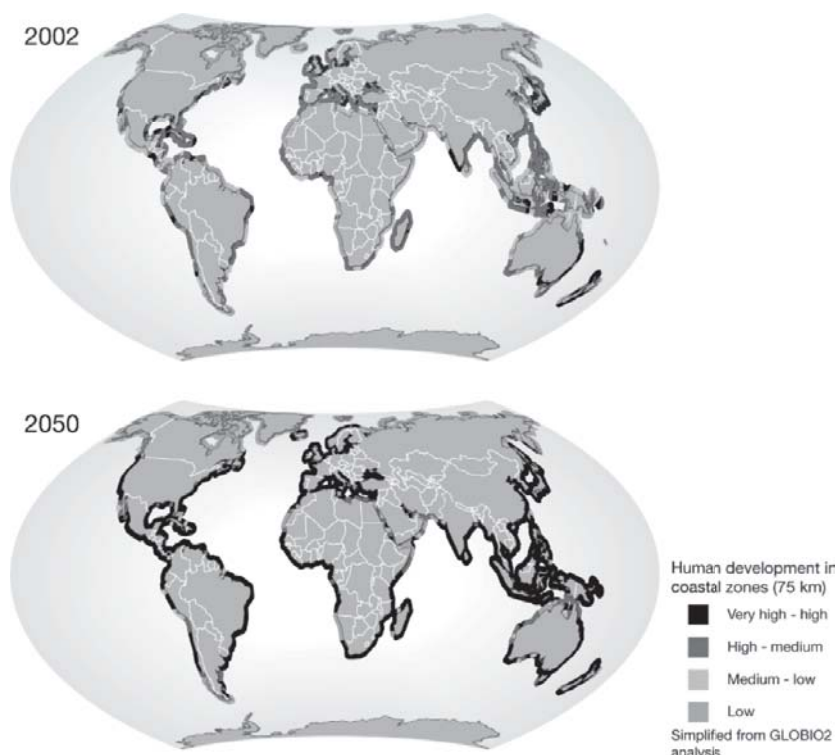 2002
2050
Human development in
coastal zones (75 km)
Very high - high
High - medium
Medium - low
Low
Simplifed from GLOBIO2
analysis